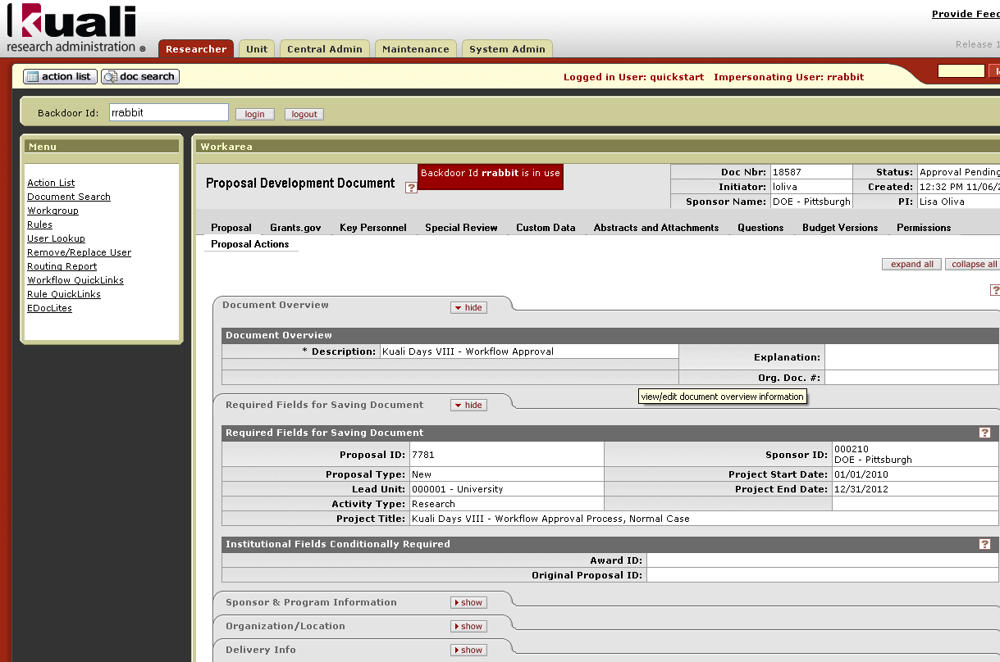 Kuali
research administration ®
Provide Feed
Release 1
Researcher Unit Central Admin Maintenance System Admin
action list doc search
Logged in User: quickstart Impersonating User: rrabbit
Backdoor Id: rrabbit login logout
Menu
Action List
Document Search
Workgroup
Rules
User Lookup
Remove/Replace User
Routing Report
Workflow QuickLinks
Rule QuickLinks
EDocLites
Workarea
Proposal Development Document ?
Backdoor Id rrabbit is in use
Doc Nbr: 18587 Status: Approval Pending
Initiator: loliva Created: 12:32 PM 11/06/2
Sponsor Name: DOE - Pittsburgh PI: Lisa Oliva
Proposal Grants.gov Key Personnel Special Review Custom Data Abstracts and Attachments Questions Budget Versions Permissions
Proposal Actions
expand all collapse all
?
Document Overview hide
Document Overview
* Description: Kuali Days VIII - Workflow Approval Explanation:
Org. Doc. #:
view/edit document overview information
Required Fields for Saving Document hide
Required Fields for Saving Document ?
Proposal ID: 7781 Sponsor ID: 000210
DOE - Pittsburgh
Proposal Type: New Project Start Date: 01/01/2010
Lead Unit: 000001 - University Project End Date: 12/31/2012
Activity Type: Research
Project Title: Kuali Days VIII - Workflow Approval Process, Normal Case
Institutional Fields Conditionally Required ?
Award ID:
Original Proposal ID:
Sponsor & Program Information show
Organization/Location show
Delivery Info show